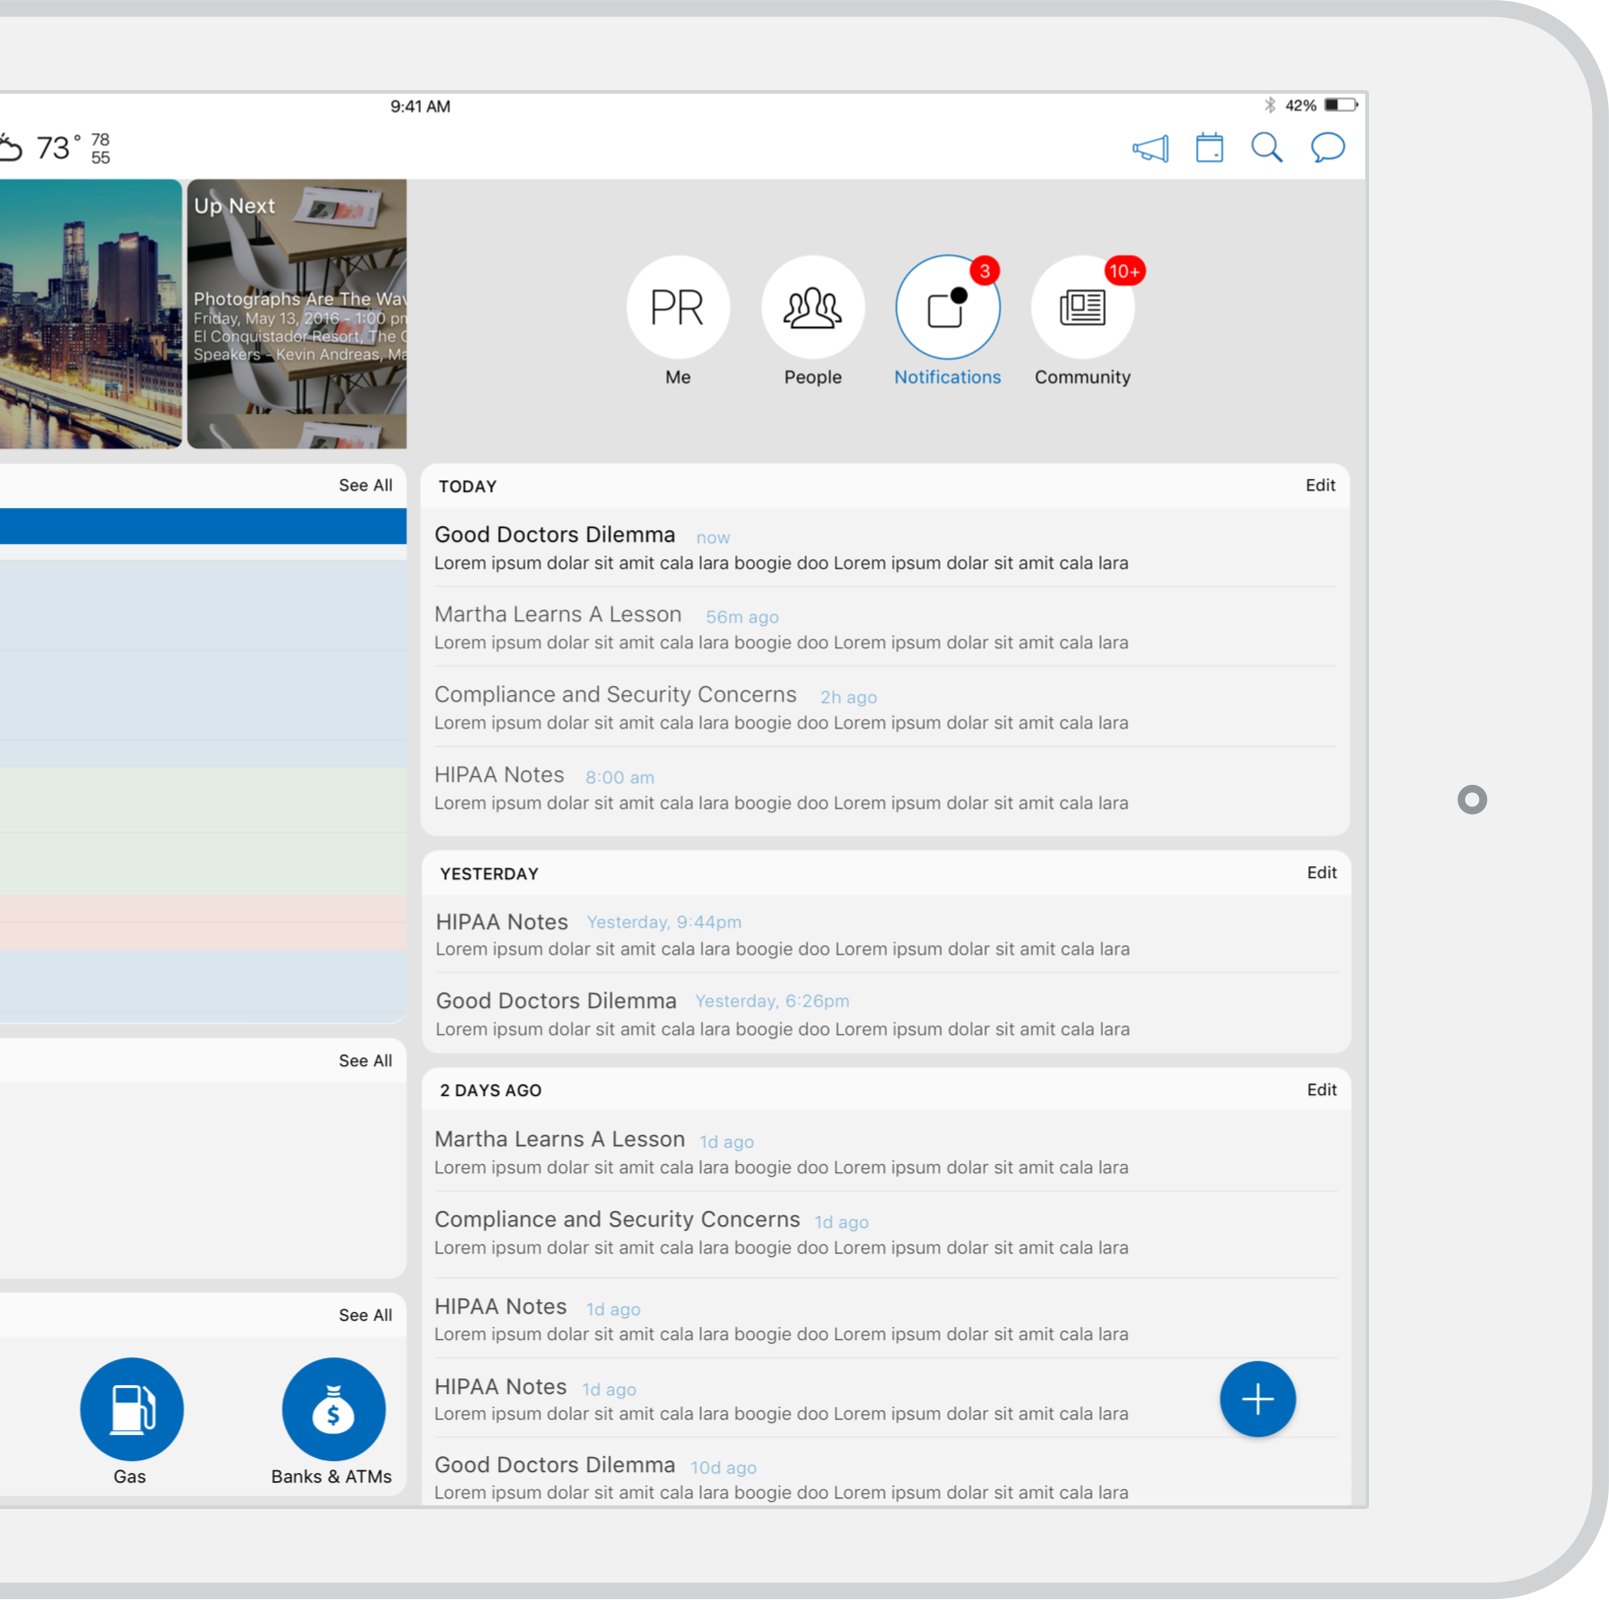 9:41 AM
42%
73° 78
55
Up Next
Photographs Are The Wav
Friday, May 13, 2016 - 1:00 pm
El Conquistador Resort, The
Speakers - Kevin Andreas, Ma
PR
3
10+
Me
People
Notifications
Community
See All
TODAY
Edit
Good Doctors Dilemma now
Lorem ipsum dolar sit amit cala lara boogie doo Lorem ipsum dolar sit amit cala lara
Martha Learns A Lesson 56m ago
Lorem ipsum dolar sit amit cala lara boogie doo Lorem ipsum dolar sit amit cala lara
Compliance and Security Concerns 2h ago
Lorem ipsum dolar sit amit cala lara boogie doo Lorem ipsum dolar sit amit cala lara
HIPAA Notes 8:00 am
Lorem ipsum dolar sit amit cala lara boogie doo Lorem ipsum dolar sit amit cala lara
YESTERDAY
Edit
HIPAA Notes Yesterday, 9:44pm
Lorem ipsum dolar sit amit cala lara boogie doo Lorem ipsum dolar sit amit cala lara
Good Doctors Dilemma Yesterday, 6:26pm
Lorem ipsum dolar sit amit cala lara boogie doo Lorem ipsum dolar sit amit cala lara
See All
2 DAYS AGO
Edit
Martha Learns A Lesson 1d ago
Lorem ipsum dolar sit amit cala lara boogie doo Lorem ipsum dolar sit amit cala lara
Compliance and Security Concerns 1d ago
Lorem ipsum dolar sit amit cala lara boogie doo Lorem ipsum dolar sit amit cala lara
HIPAA Notes 1d ago
Lorem ipsum dolar sit amit cala lara boogie doo Lorem ipsum dolar sit amit cala lara
HIPAA Notes 1d ago
Lorem ipsum dolar sit amit cala lara boogie doo Lorem ipsum dolar sit amit cala lara
Good Doctors Dilemma 10d ago
Lorem ipsum dolar sit amit cala lara boogie doo Lorem ipsum dolar sit amit cala lara
See All
$
Gas
Banks & ATMs